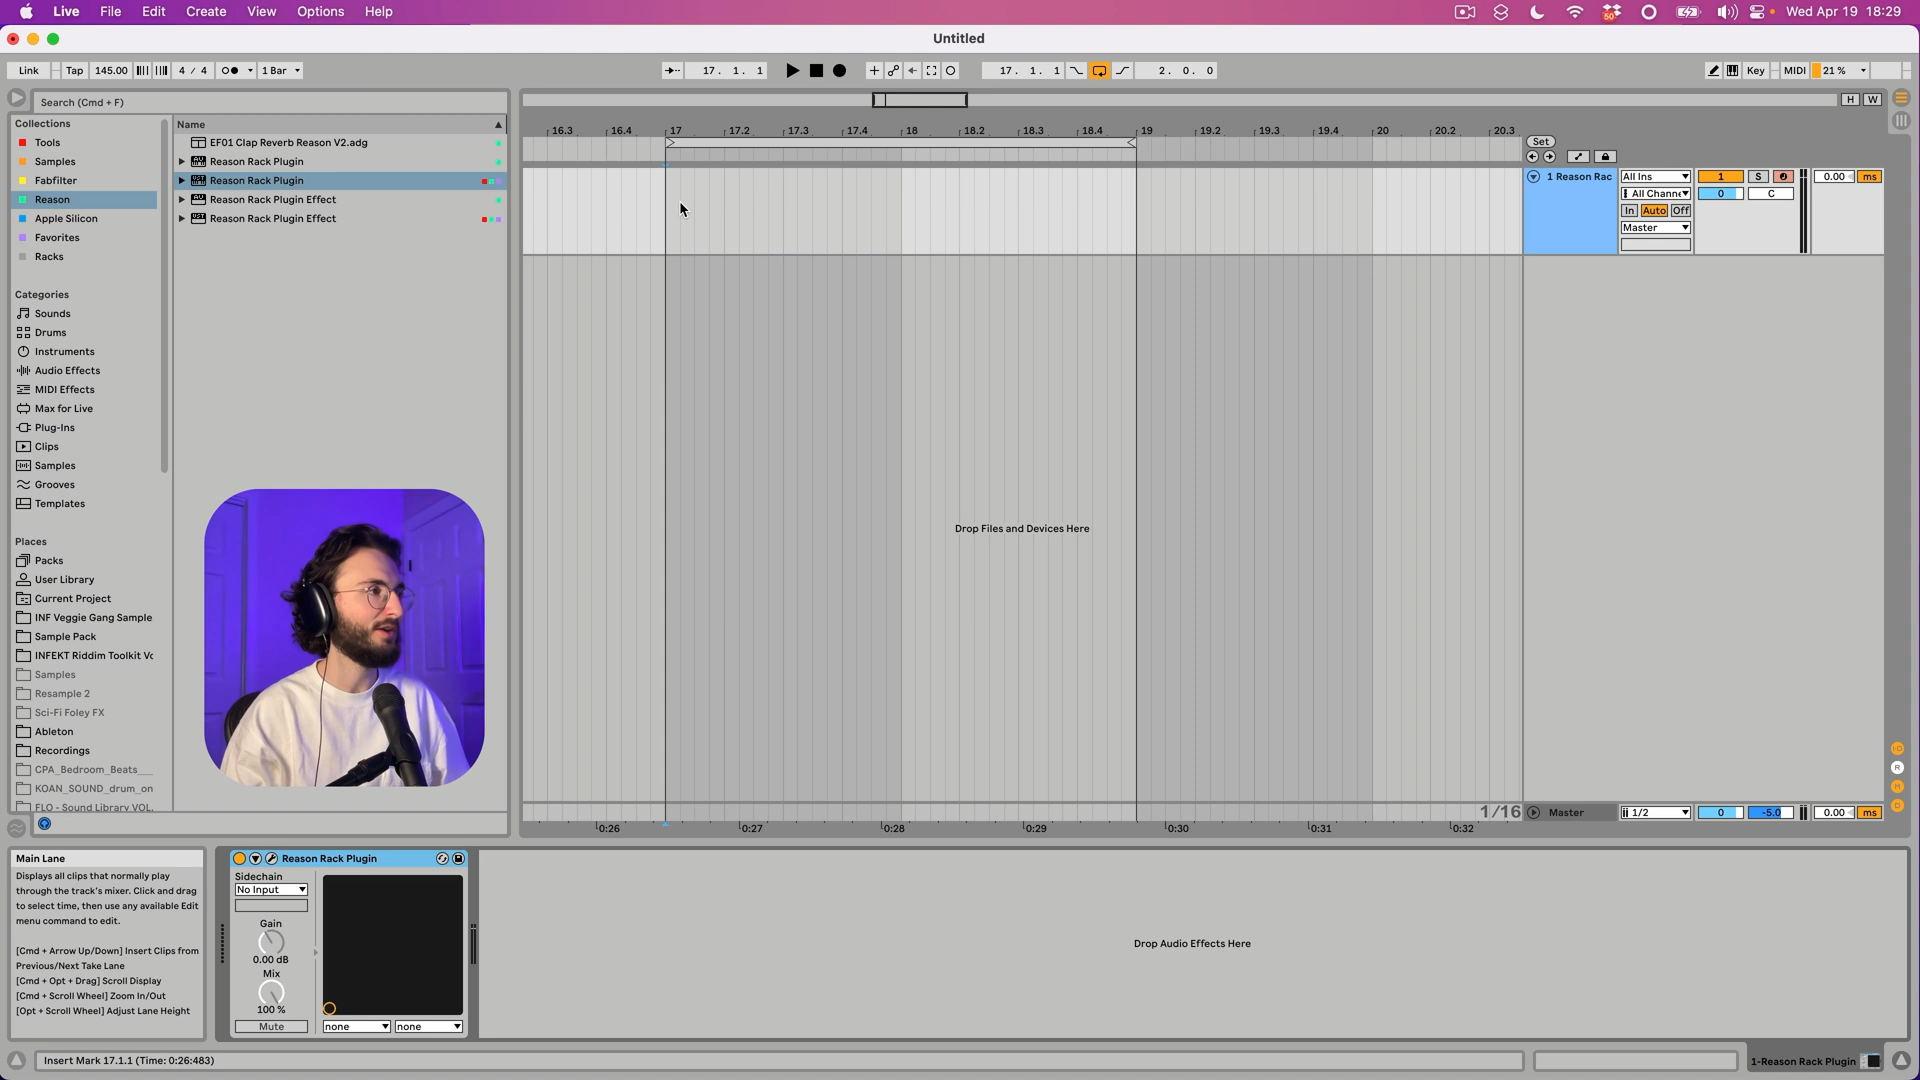 Live File Edit Create View Options Help
50
Wed Apr 19 18:29
Untitled
Link Tap 145.00 4 / 4 1 Bar
17. 1. 1
17. 1. 1
2. 0. 0
Key MIDI 21 %
Search (Cmd + F)
H W
Collections
Tools
Samples
Fabfilter
Reason
Apple Silicon
Favorites
Racks
Categories
Sounds
Drums
Instruments
Audio Effects
MIDI Effects
Max for Live
Plug-Ins
Clips
Samples
Grooves
Templates
Places
Packs
User Library
Current Project
INF Veggie Gang Sample
Sample Pack
INFEKT Riddim Toolkit Vc
Samples
Resample 2
Sci-Fi Foley FX
Ableton
Recordings
CPA_Bedroom_Beats___
KOAN_SOUND_drum_on
FLO - Sound Library VOL.
Name
EF01 Clap Reverb Reason V2.adg
Reason Rack Plugin
Reason Rack Plugin
Reason Rack Plugin Effect
Reason Rack Plugin Effect
16.3 16.4 17 17.2 17.3 17.4 18 18.2 18.3 18.4 19 19.2 19.3 19.4 20 20.2 20.3
Set
1 Reason Rac
All Ins
All Channe
In Auto Off
Master
1 S
0 C
0.00 ms
Drop Files and Devices Here
1/16
Master 1/2 0 -5.0 0.00 ms
0:26 0:27 0:28 0:29 0:30 0:31 0:32
Main Lane
Displays all clips that normally play
through the track's mixer. Click and drag
to select time, then use any available Edit
menu command to edit.
[Cmd + Arrow Up/Down] Insert Clips from
Previous/Next Take Lane
[Cmd + Opt + Drag] Scroll Display
[Cmd + Scroll Wheel] Zoom In/Out
[Opt + Scroll Wheel] Adjust Lane Height
Reason Rack Plugin
Sidechain
No Input
Gain
0.00 dB
Mix
100 %
Mute
none none
Drop Audio Effects Here
Insert Mark 17.1.1 (Time: 0:26:483)
1-Reason Rack Plugin